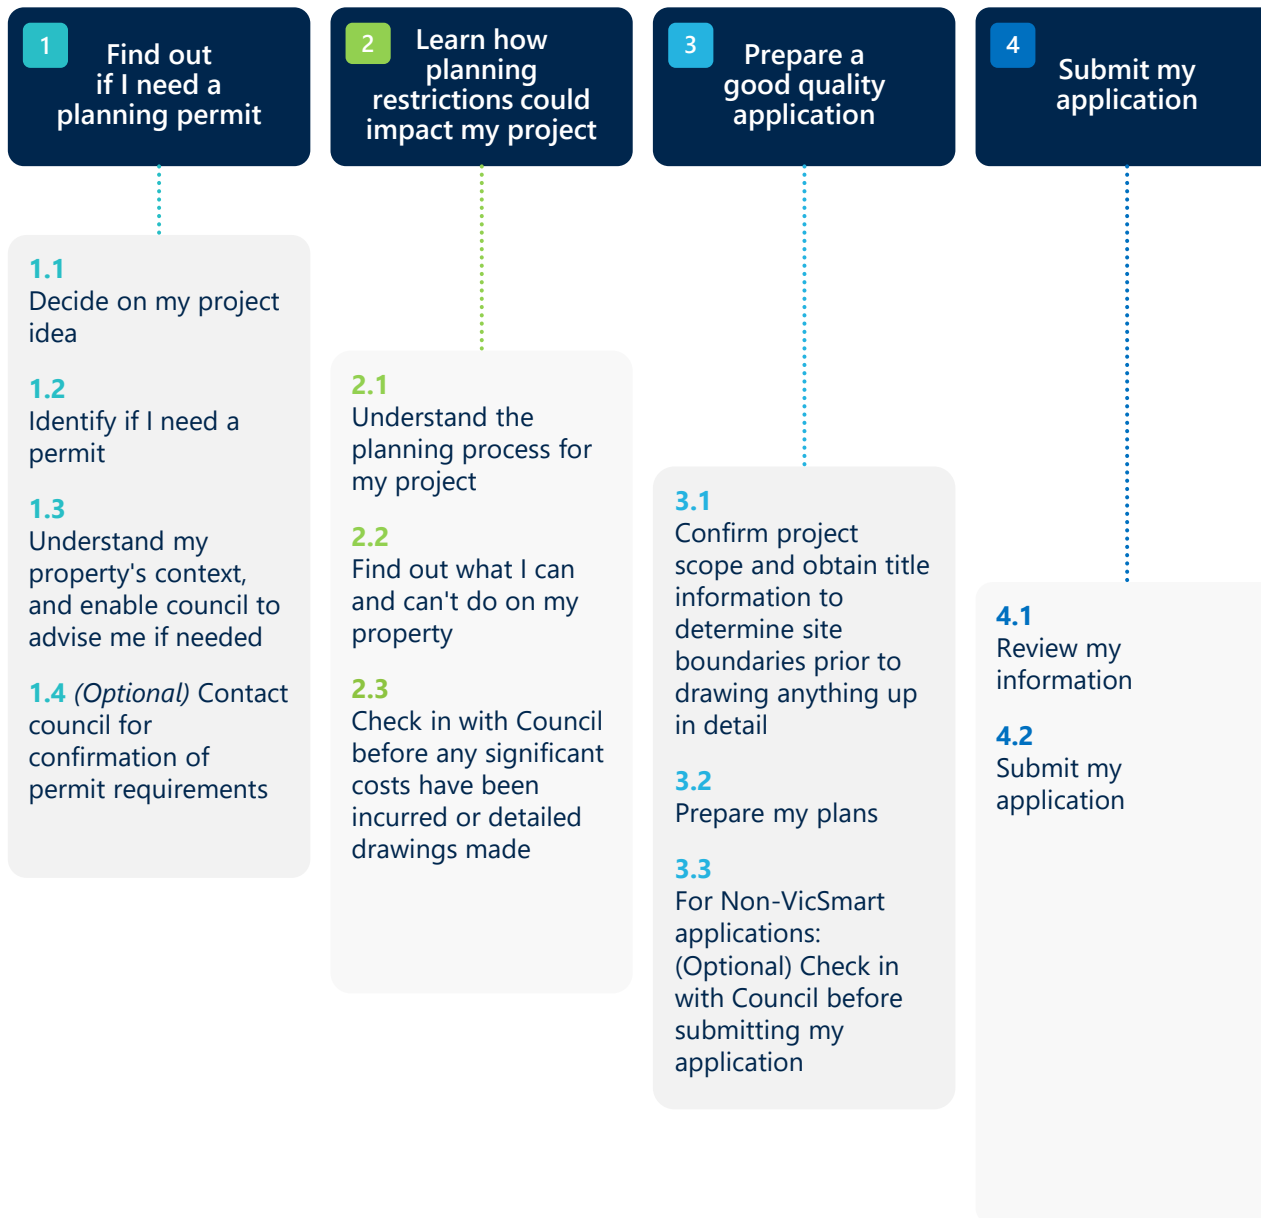 1
Find out
if I need a
planning permit
1.1
Decide on my project
idea
1.2
Identify if I need a
permit
1.3
Understand my
property's context,
and enable council to
advise me if needed
1.4 (Optional) Contact
council for
confirmation of
permit requirements
2
Learn how
planning
restrictions could
impact my project
2.1
Understand the
planning process for
my project
2.2
Find out what I can
and can't do on my
property
2.3
Check in with Council
before any significant
costs have been
incurred or detailed
drawings made
3
Prepare a
good quality
application
3.1
Confirm project
scope and obtain title
information to
determine site
boundaries prior to
drawing anything up
in detail
3.2
Prepare my plans
3.3
For Non-VicSmart
applications:
(Optional) Check in
with Council before
submitting my
application
4
Submit my
application
4.1
Review my
information
4.2
Submit my
application